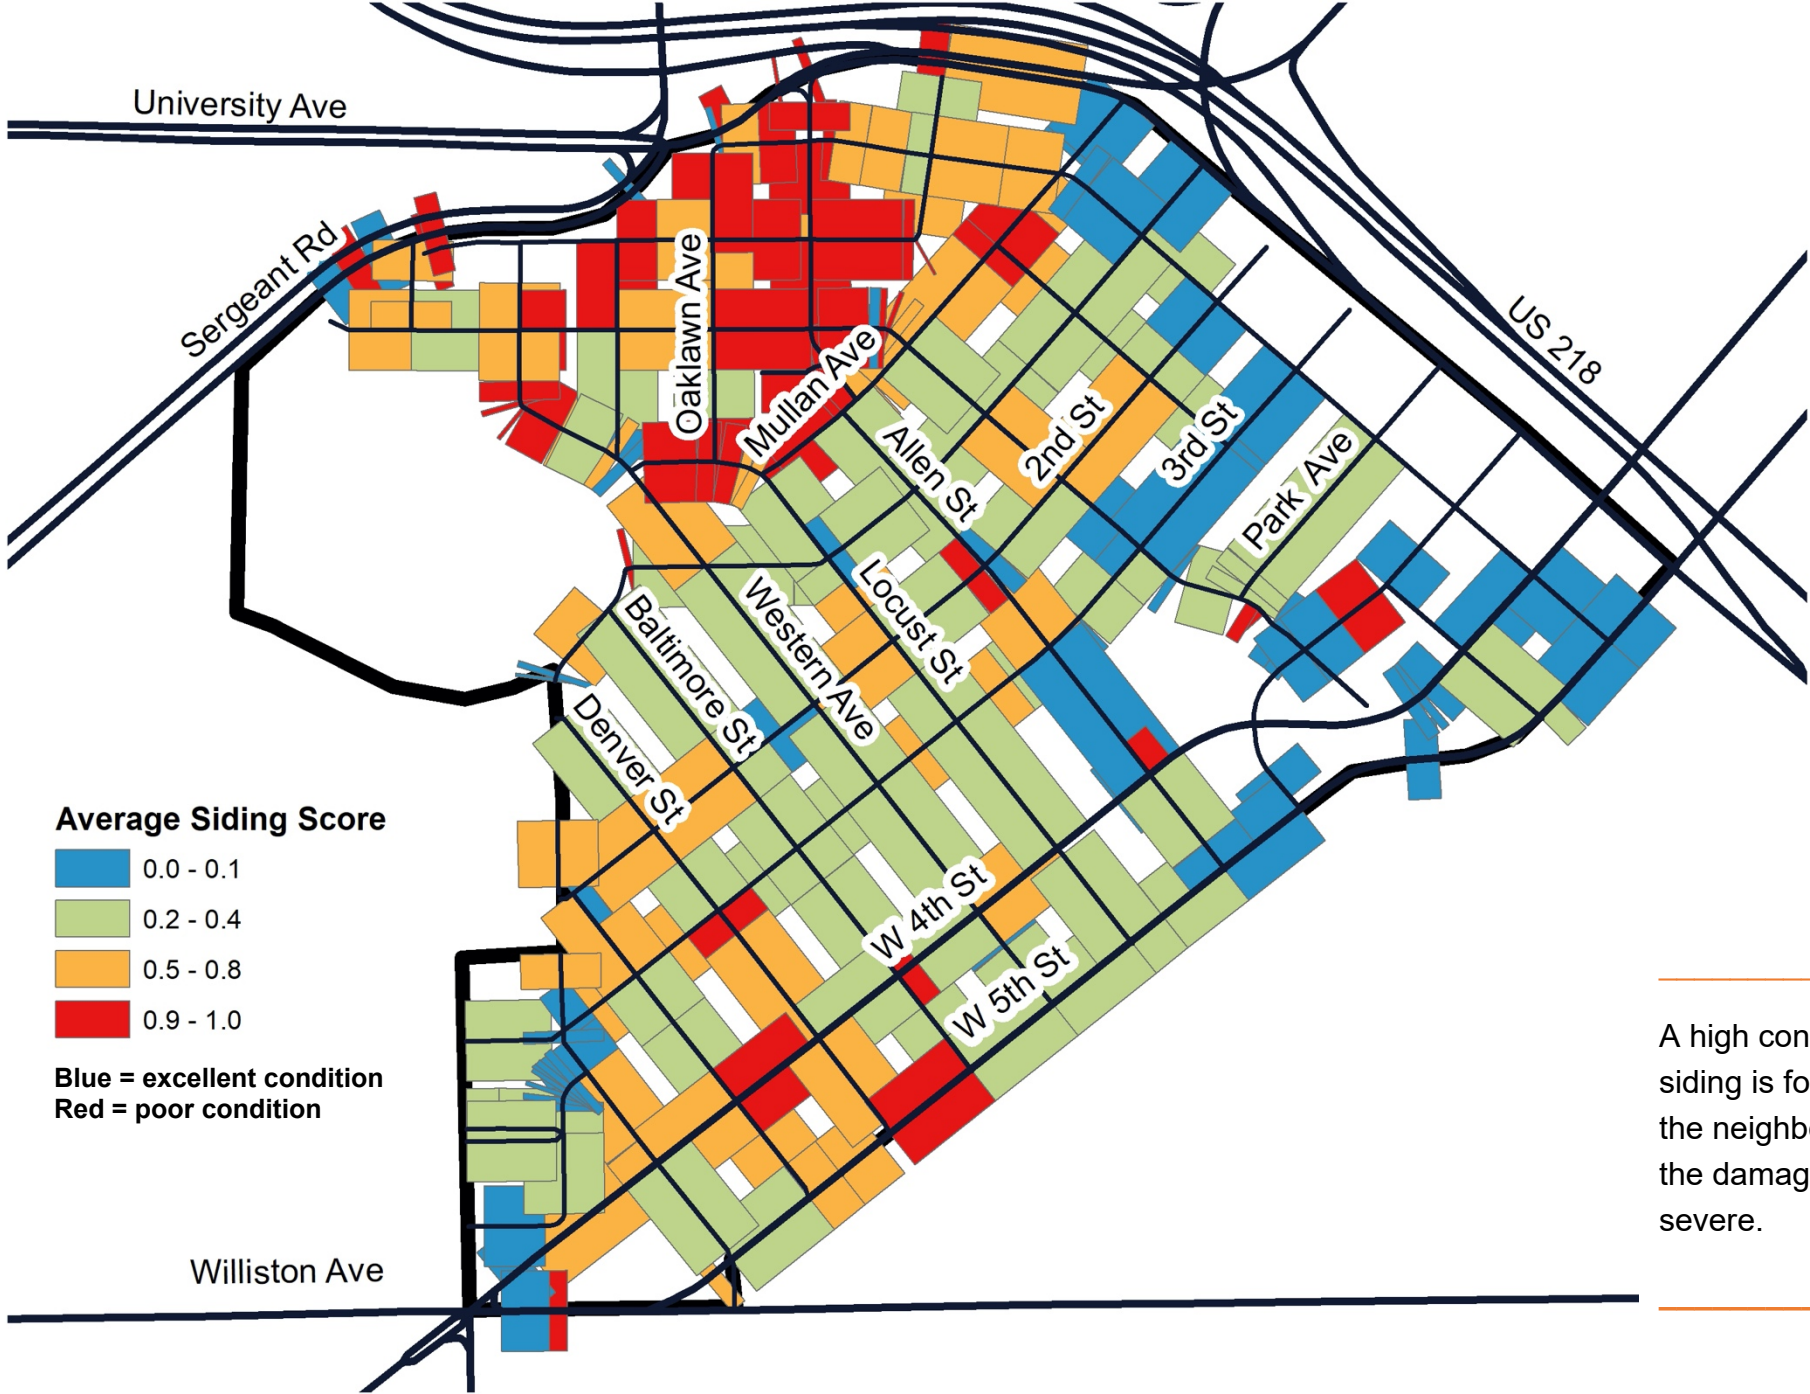 University Ave
Sergeant Rd
US 218
Oaklawn Ave
Mullan Ave
Allen St
2nd St
3rd St
Park Ave
Locust St
Western Ave
Baltimore St
Denver St
W 4th St
W 5th St
Williston Ave
Average Siding Score
0.0 - 0.1
0.2 - 0.4
0.5 - 0.8
0.9 - 1.0
Blue = excellent condition
Red = poor condition
A high con
siding is fo
the neighb
the damag
severe.